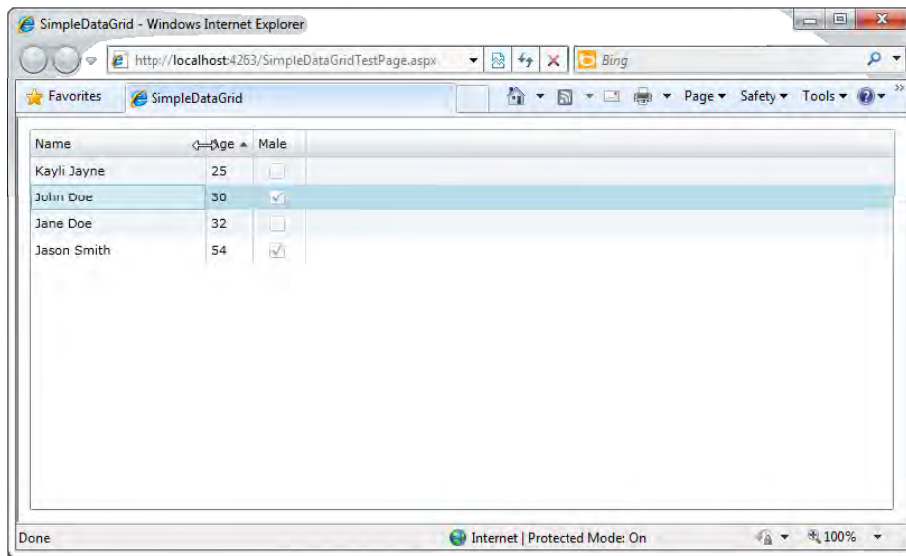 SimpleDataGrid - Windows Internet Explorer
http://localhost:4263/SimpleDataGridTestPage.aspx
Bing
Favorites
SimpleDataGrid
Page
Safety
Tools
Name Age Male
Kayli Jayne 25
John Doe 30
Jane Doe 32
Jason Smith 54
Done
Internet | Protected Mode: On
100%